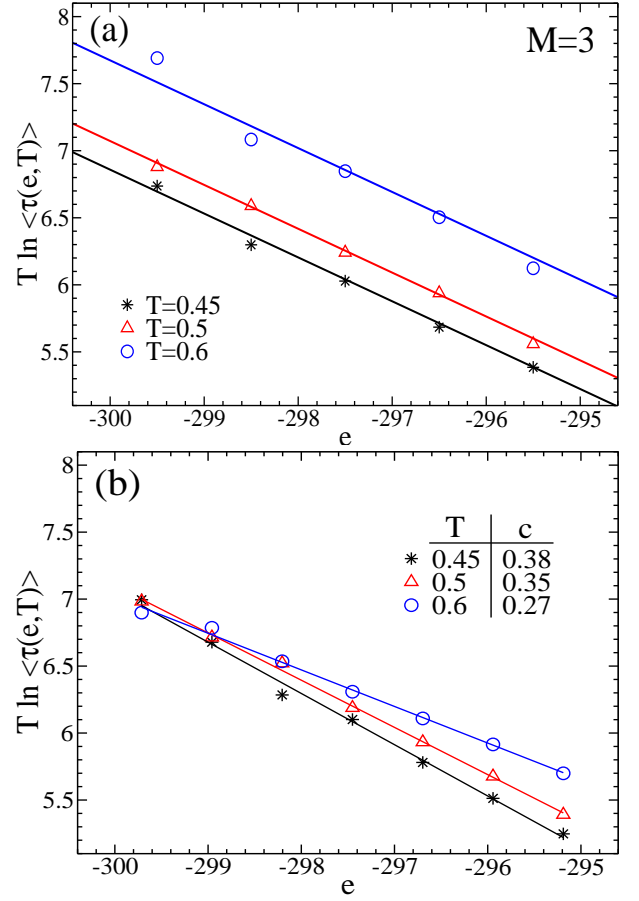 (a) M=3
8
7.5
7
6.5
6
5.5
T ln <τ(e,T)>
T=0.45
T=0.5
T=0.6
-300 -299 -298 -297 -296 -295
e
(b)
8
7.5
7
6.5
6
5.5
T ln <τ(e,T)>
T c
0.45 0.38
0.5 0.35
0.6 0.27
-300 -299 -298 -297 -296 -295
e